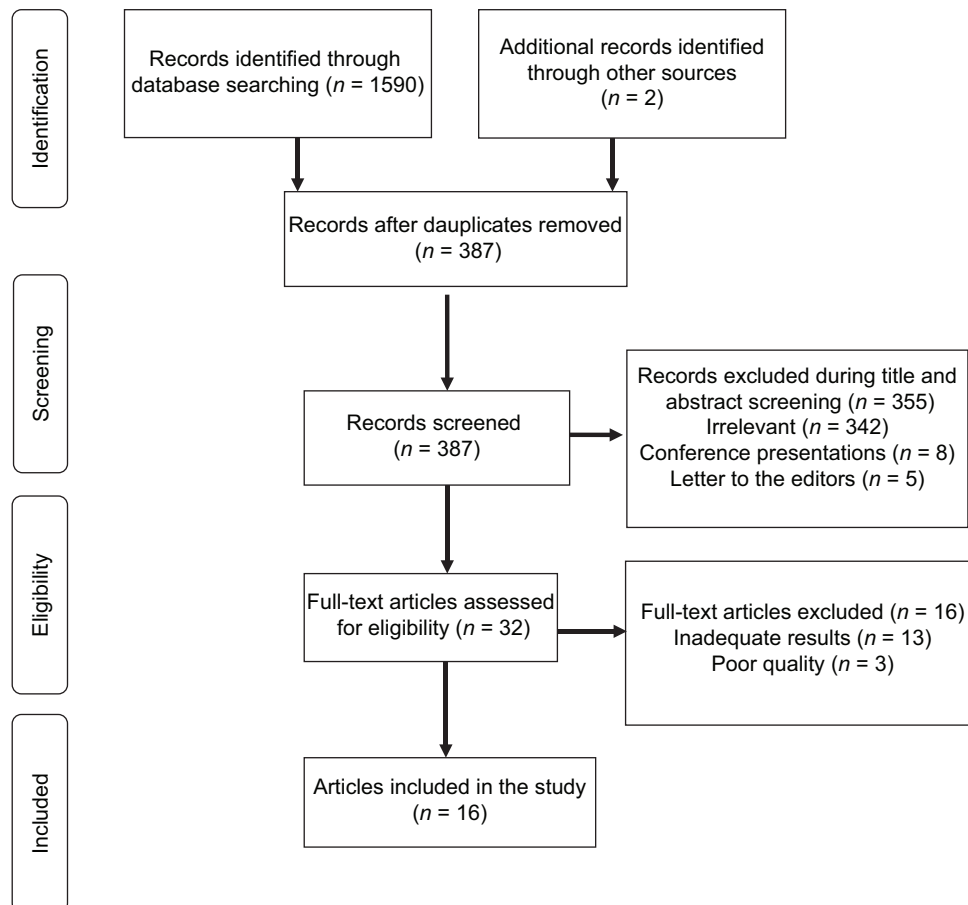 Identification
Records identified through
database searching (n = 1590)
Additional records identified
through other sources
(n = 2)
Records after dauplicates removed
(n = 387)
Screening
Records screened
(n = 387)
Records excluded during title and
abstract screening (n = 355)
Irrelevant (n = 342)
Conference presentations (n = 8)
Letter to the editors (n = 5)
Eligibility
Full-text articles assessed
for eligibility (n = 32)
Full-text articles excluded (n = 16)
Inadequate results (n = 13)
Poor quality (n = 3)
Included
Articles included in the study
(n = 16)